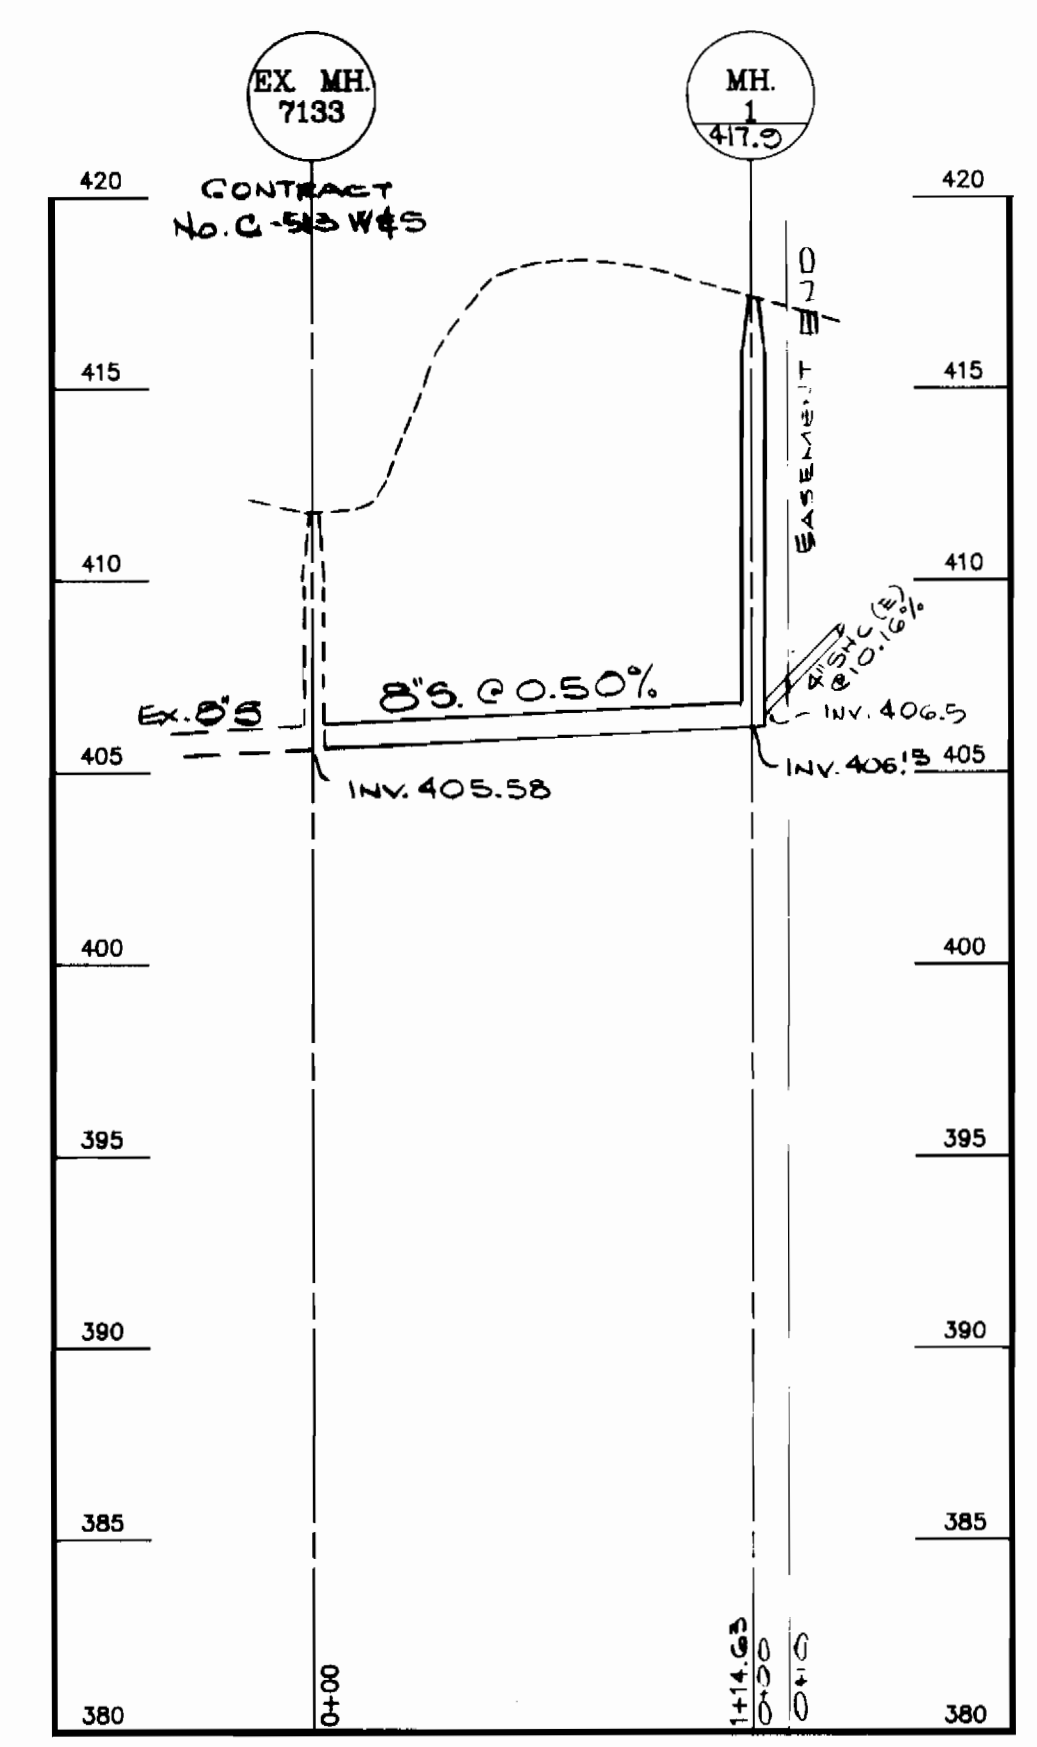 EX. MH.
7133
MH.
1
417.9
CONTRACT
No. C-513 W&S
420
420
415
415
410
410
405
405
400
400
395
395
390
390
385
385
380
380
EASEMENT END
8"S. @ 0.50%
EX. 8"S
4" SHC (E)
@ 10.16%
INV. 406.5
INV. 406.15
INV. 405.58
0+00
1+14.63
0+00
0+10